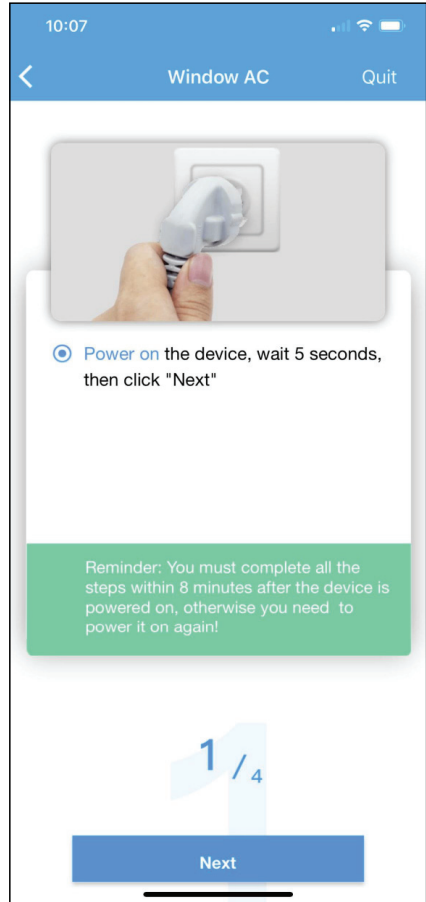 10:07
Window AC
Quit
Power on the device, wait 5 seconds,
then click "Next"
Reminder: You must complete all the
steps within 8 minutes after the device is
powered on, otherwise you need to
power it on again!
1 / 4
Next